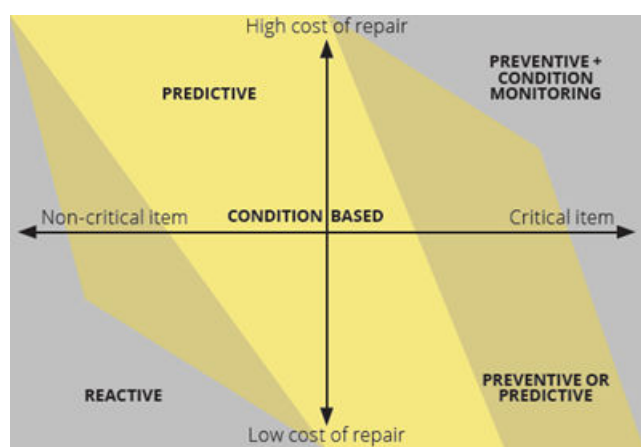 High cost of repair
PREVENTIVE +
CONDITION
MONITORING
PREDICTIVE
Non-critical item
CONDITION BASED
Critical item
REACTIVE
PREVENTIVE OR
PREDICTIVE
Low cost of repair